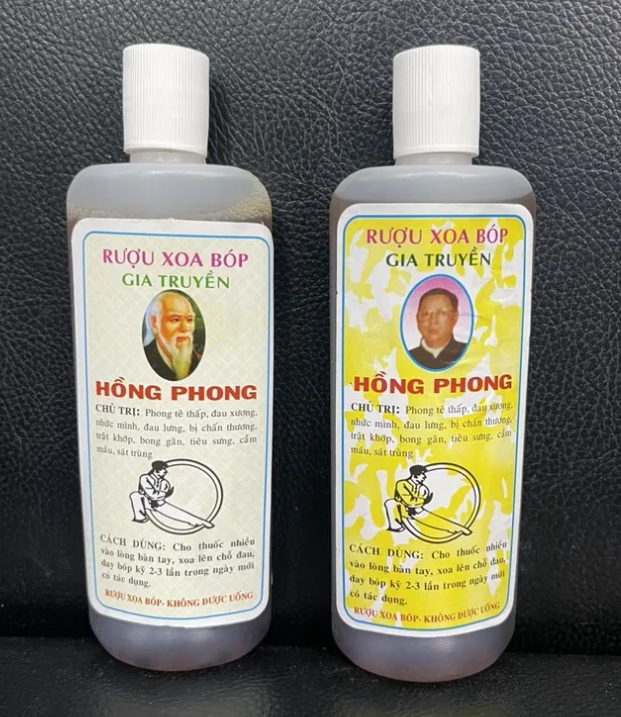 RƯỢU XOA BÓP
GIA TRUYỀN
HỒNG PHONG
CHỦ TRỊ: Phong tê thấp, đau xương,
nhức mình, đau lưng, bị chấn thương,
trật khớp, bong gân, tiêu sưng, cầm
máu, sát trùng
CÁCH DÙNG: Cho thuốc nhiều
vào lòng bàn tay, xoa lên chỗ đau,
day bóp kỹ 2-3 lần trong ngày mới
có tác dụng.
RƯỢU XOA BÓP- KHÔNG ĐƯỢC UỐNG
RƯỢU XOA BÓP
GIA TRUYỀN
HỒNG PHONG
CHỦ TRỊ: Phong tê thấp, đau xương,
nhức mình, đau lưng, bị chấn thương,
trật khớp, bong gân, tiêu sưng, cầm
máu, sát trùng
CÁCH DÙNG: Cho thuốc nhiều
vào lòng bàn tay, xoa lên chỗ đau,
day bóp kỹ 2-3 lần trong ngày mới
có tác dụng.
RƯỢU XOA BÓP- KHÔNG ĐƯỢC UỐNG